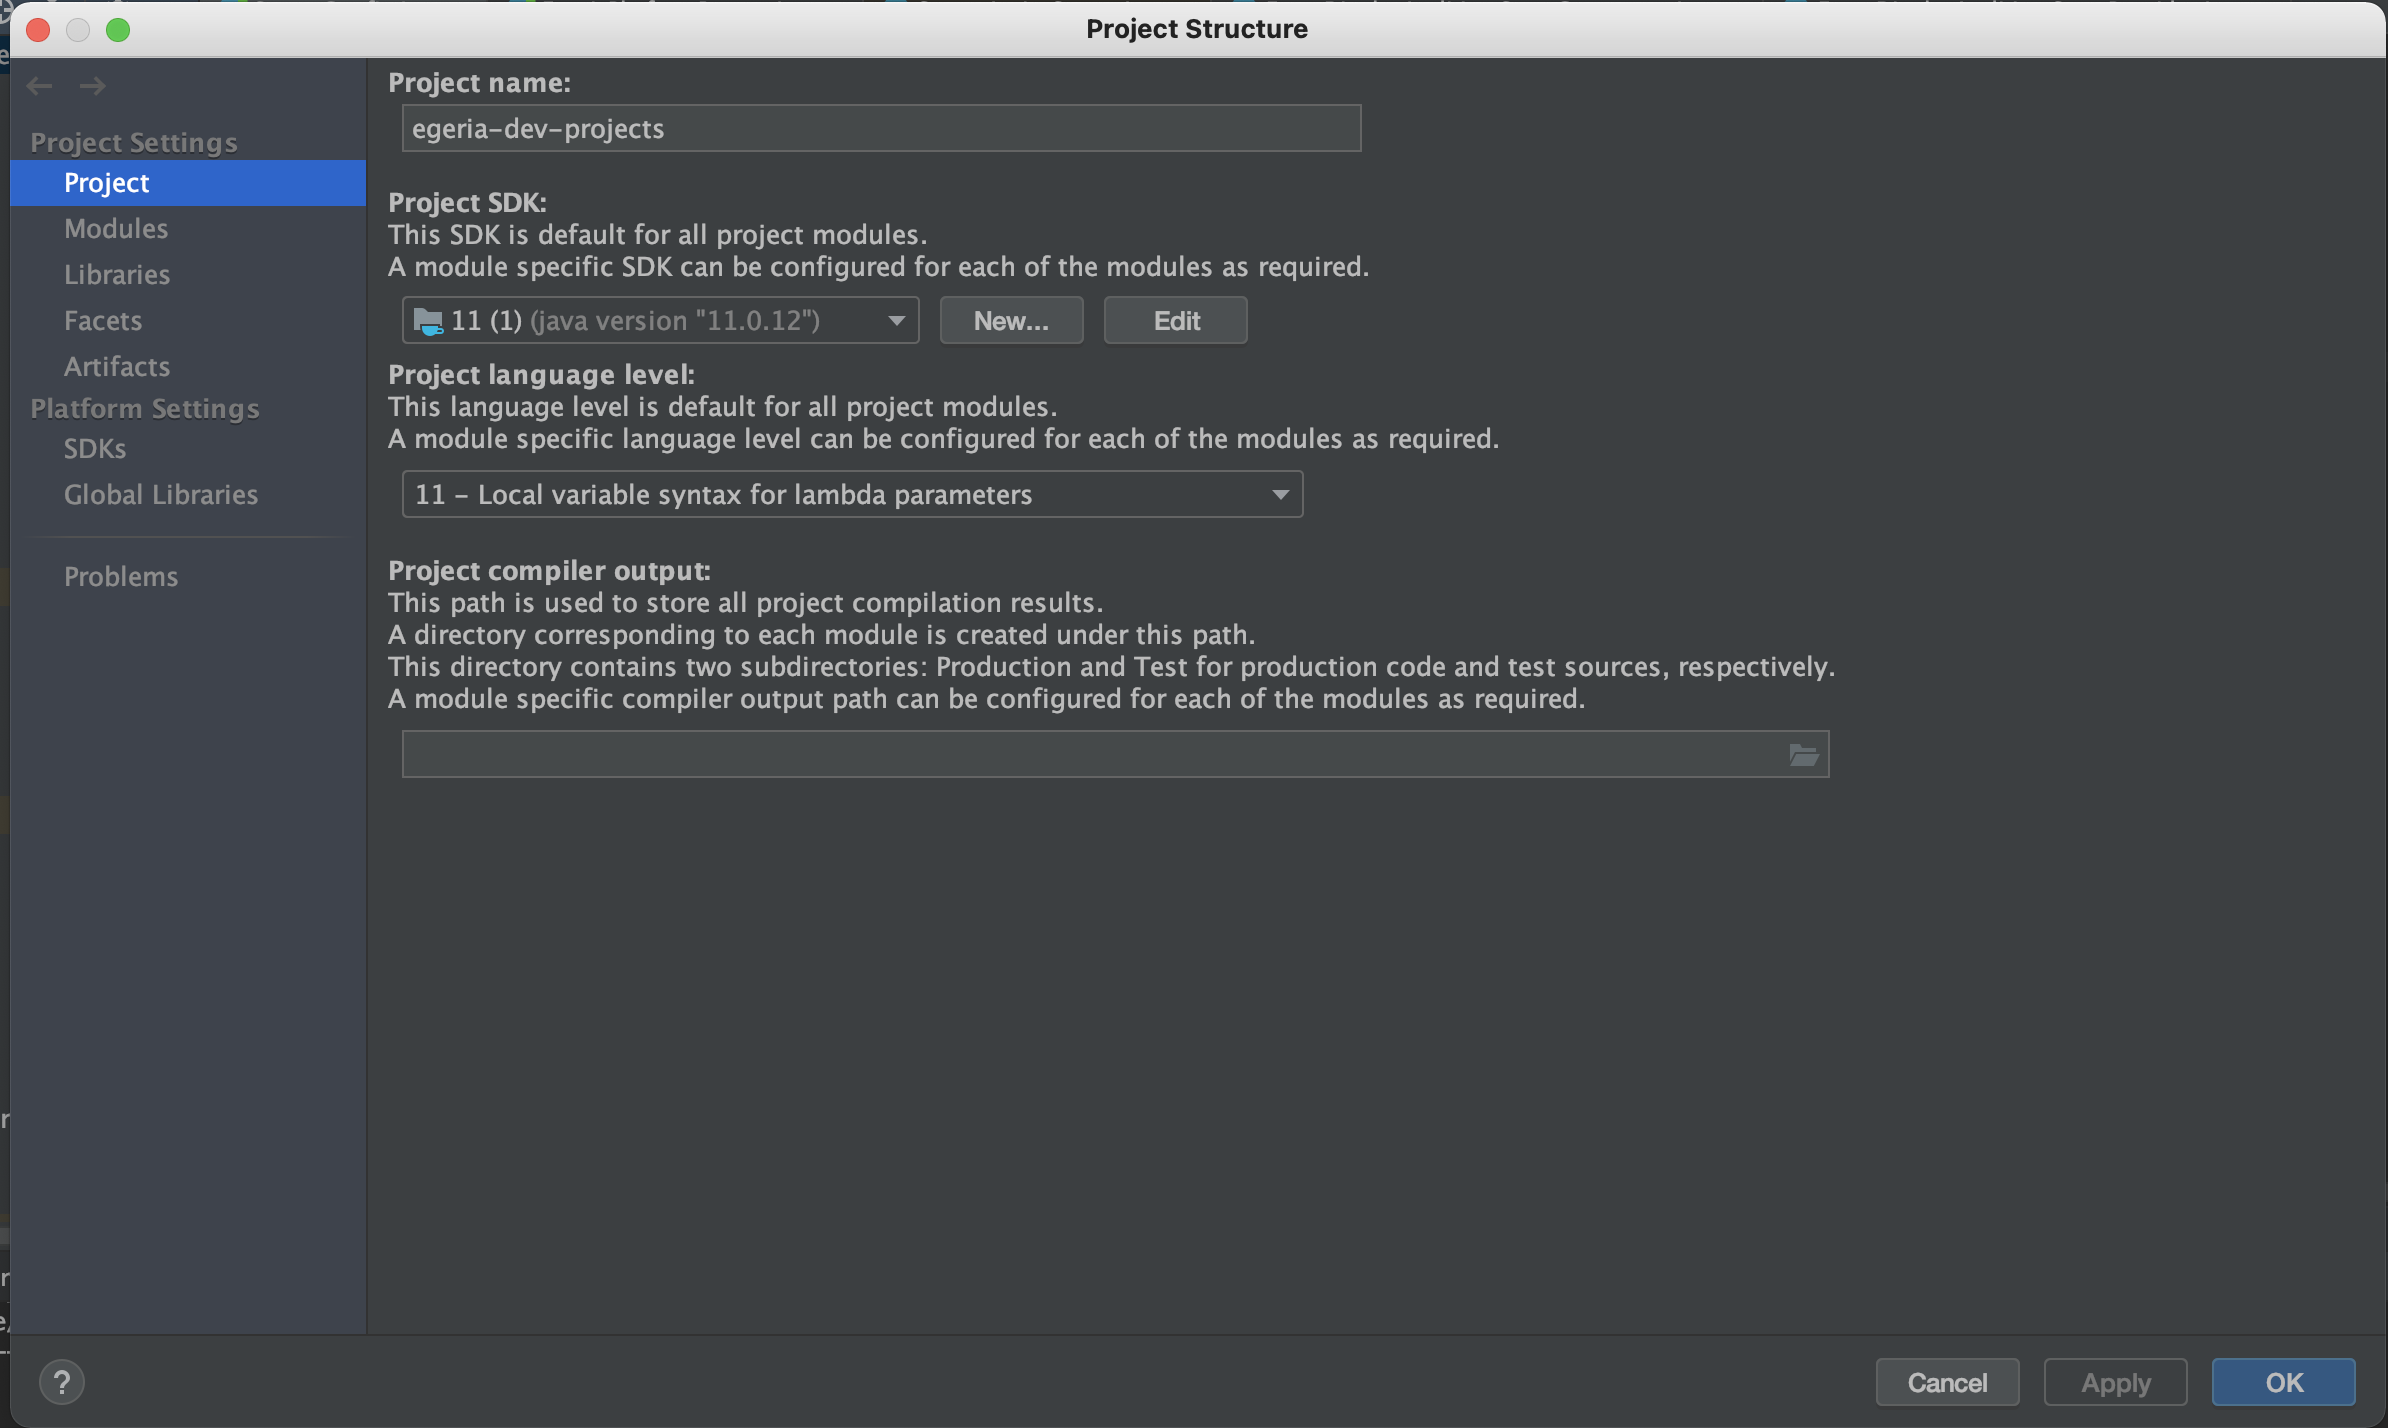 Project Structure
Project Settings
Project
Modules
Libraries
Facets
Artifacts
Platform Settings
SDKs
Global Libraries
Problems
Project name:
egeria-dev-projects
Project SDK:
This SDK is default for all project modules.
A module specific SDK can be configured for each of the modules as required.
11 (1) (java version "11.0.12")
New...
Edit
Project language level:
This language level is default for all project modules.
A module specific language level can be configured for each of the modules as required.
11 – Local variable syntax for lambda parameters
Project compiler output:
This path is used to store all project compilation results.
A directory corresponding to each module is created under this path.
This directory contains two subdirectories: Production and Test for production code and test sources, respectively.
A module specific compiler output path can be configured for each of the modules as required.
?
Cancel
Apply
OK